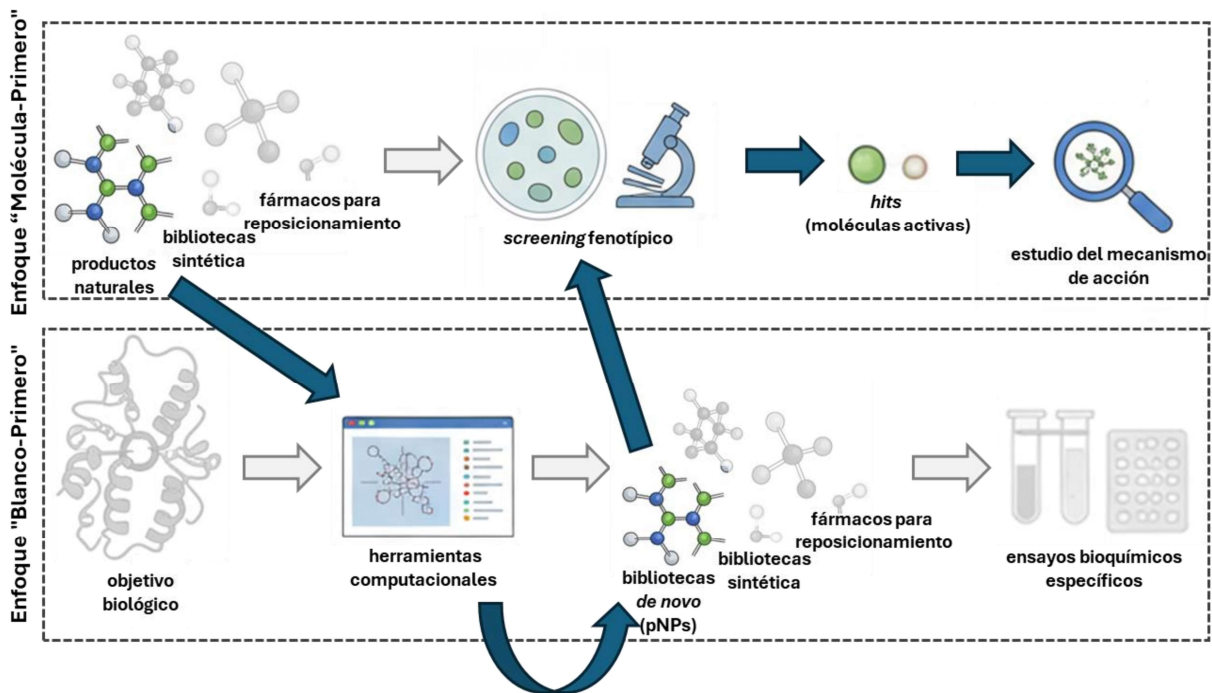 Enfoque “Molécula-Primero"
productos
naturales
bibliotecas
sintética
fármacos para
reposicionamiento
screening fenotípico
hits
(moléculas activas)
estudio del mecanismo
de acción
Enfoque "Blanco-Primero"
objetivo
biológico
herramientas
computacionales
bibliotecas
de novo
(pNPs)
bibliotecas
sintética
fármacos para
reposicionamiento
ensayos bioquímicos
específicos